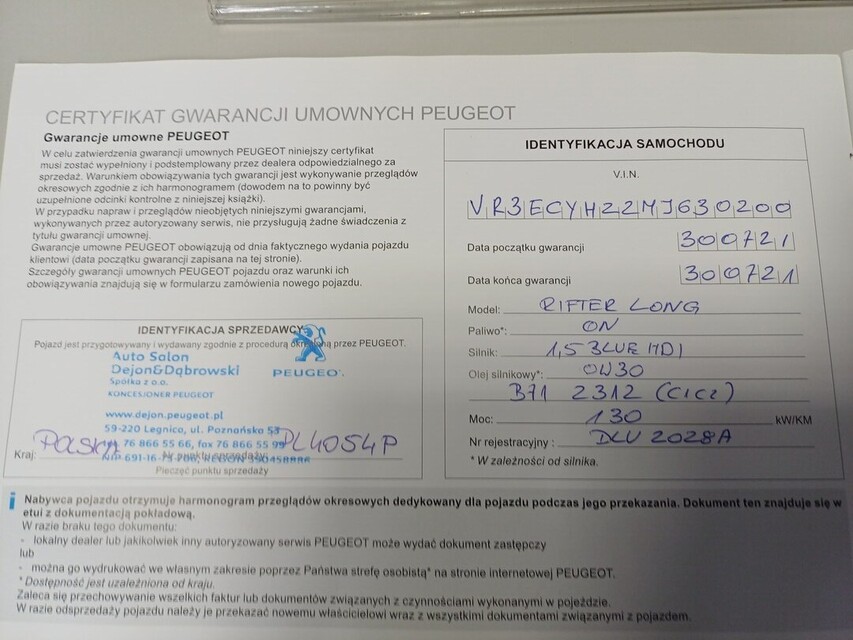 CERTYFIKAT GWARANCJI UMOWNYCH PEUGEOT
Gwarancje umowne PEUGEOT
W celu zatwierdzenia gwarancji umownych PEUGEOT niniejszy certyfikat
musi zostać wypełniony i podstemplowany przez dealera odpowiedzialnego za
sprzedaż. Warunkiem obowiązywania tych gwarancji jest wykonywanie przeglądów
okresowych zgodnie z ich harmonogramem (dowodem na to powinny być
uzupełnione odcinki kontrolne z niniejszej książki).
W przypadku napraw i przeglądów nieobjętych niniejszymi gwarancjami,
wykonywanych przez autoryzowany serwis, nie przysługują żadne świadczenia z
tytułu gwarancji umownej.
Gwarancje umowne PEUGEOT obowiązują od dnia faktycznego wydania pojazdu
klientowi (data początku gwarancji zapisana na tej stronie).
Szczegóły gwarancji umownych PEUGEOT pojazdu oraz warunki ich
obowiązywania znajdują się w formularzu zamówienia nowego pojazdu.
IDENTYFIKACJA SPRZEDAWCY
Pojazd jest przygotowywany i wydawany zgodnie z procedurą określoną przez PEUGEOT.
Auto Salon
Dejon&Dąbrowski
Spółka z o.o.
KONCESJONER PEUGEOT
PEUGEOT
www.dejon.peugeot.pl
59-220 Legnica, ul. Poznańska 53
76 866 55 66, fax 76 866 55 99
Kraj: Polska PL4054P
Nr punktu sprzedaży
NIP 691-16-
Pieczęć punktu sprzedaży
IDENTYFIKACJA SAMOCHODU
V.I.N.
VR3ECYHZ2MJ630200
Data początku gwarancji 300721
Data końca gwarancji 300721
Model: RIFTER LONG
Paliwo*: ON
Silnik: 1,5 BLUE HDI
Olej silnikowy*: 0W30
B71 2312 (C1C2)
Moc: 130 kW/KM
Nr rejestracyjny: DLU 2028A
* W zależności od silnika.
i Nabywca pojazdu otrzymuje harmonogram przeglądów okresowych dedykowany dla pojazdu podczas jego przekazania. Dokument ten znajduje się w
etui z dokumentacją pokładową.
W razie braku tego dokumentu:
- lokalny dealer lub jakikolwiek inny autoryzowany serwis PEUGEOT może wydać dokument zastępczy
lub
- można go wydrukować we własnym zakresie poprzez Państwa strefę osobistą* na stronie internetowej PEUGEOT.
* Dostępność jest uzależniona od kraju.
Zaleca się przechowywanie wszelkich faktur lub dokumentów związanych z czynnościami wykonanymi w pojeździe.
W razie odsprzedaży pojazdu należy je przekazać nowemu właścicielowi wraz z wszystkimi dokumentami związanymi z pojazdem.